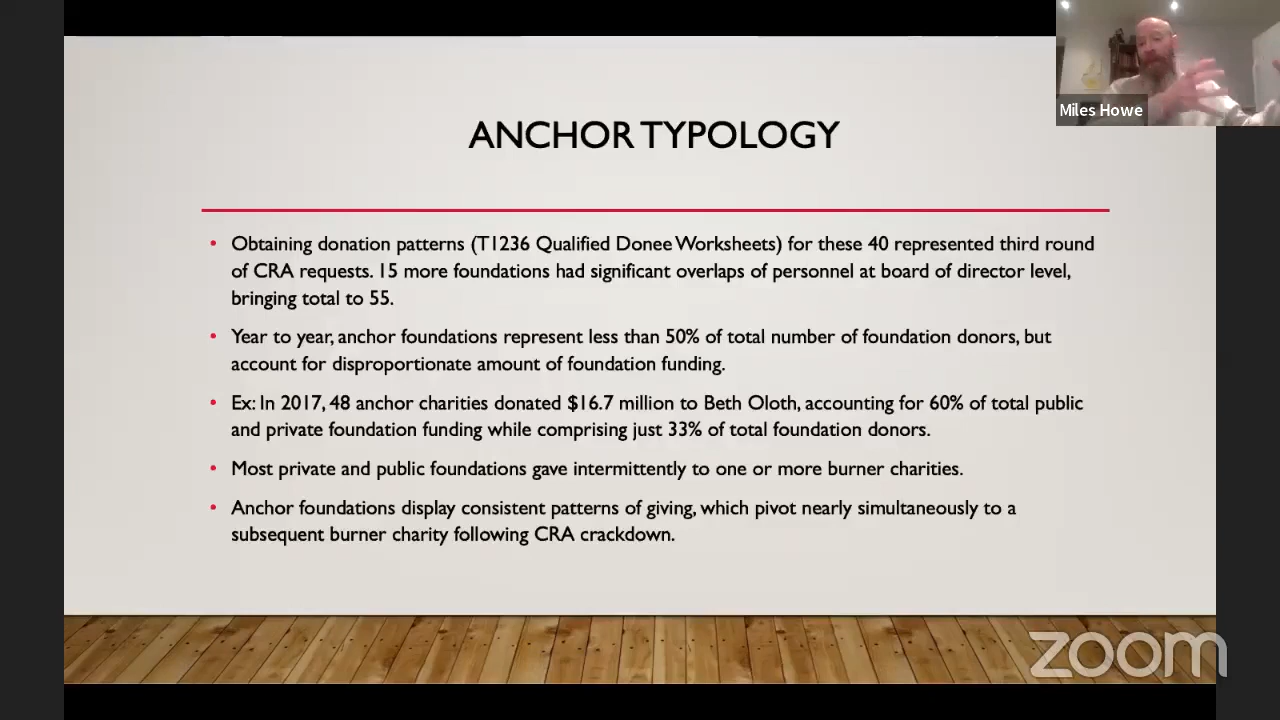 Miles Howe
ANCHOR TYPOLOGY
• Obtaining donation patterns (T1236 Qualified Donee Worksheets) for these 40 represented third round
of CRA requests. 15 more foundations had significant overlaps of personnel at board of director level,
bringing total to 55.
• Year to year, anchor foundations represent less than 50% of total number of foundation donors, but
account for disproportionate amount of foundation funding.
• Ex: In 2017, 48 anchor charities donated $16.7 million to Beth Oloth, accounting for 60% of total public
and private foundation funding while comprising just 33% of total foundation donors.
• Most private and public foundations gave intermittently to one or more burner charities.
• Anchor foundations display consistent patterns of giving, which pivot nearly simultaneously to a
subsequent burner charity following CRA crackdown.
zoom